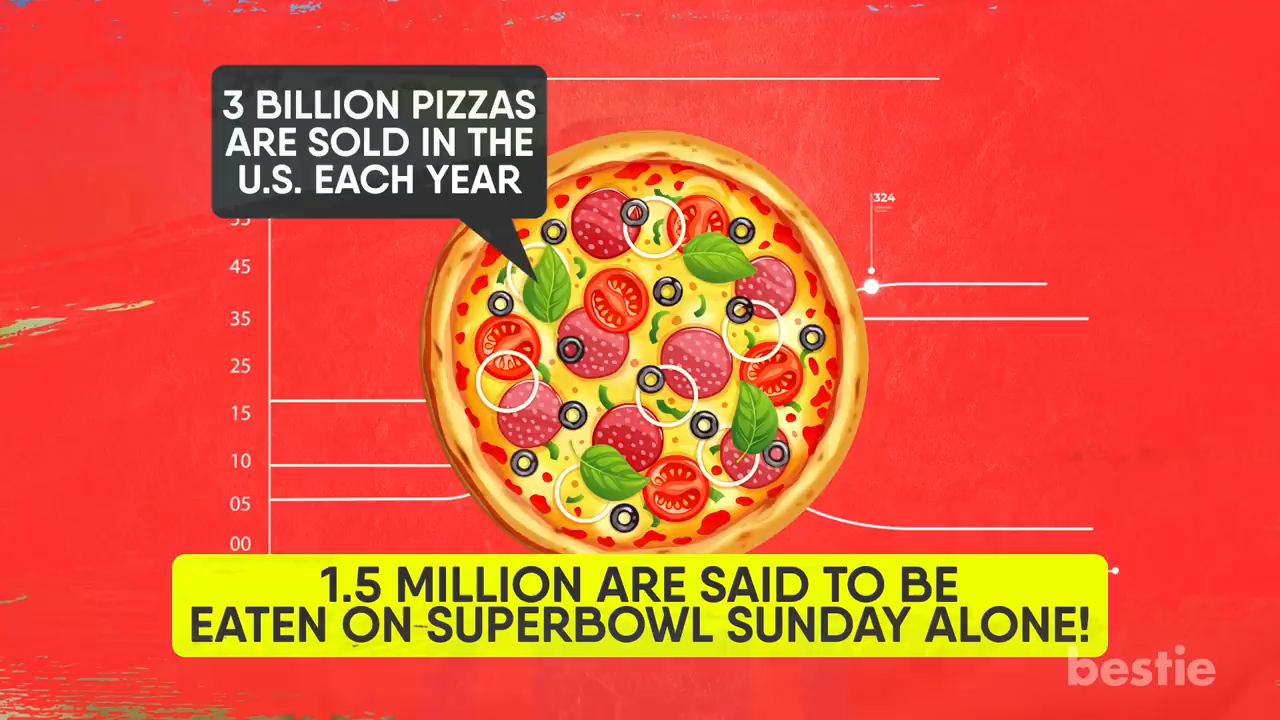 3 BILLION PIZZAS
ARE SOLD IN THE
U.S. EACH YEAR
324
45
35
25
15
10
05
00
1.5 MILLION ARE SAID TO BE
EATEN ON SUPERBOWL SUNDAY ALONE!
bestie